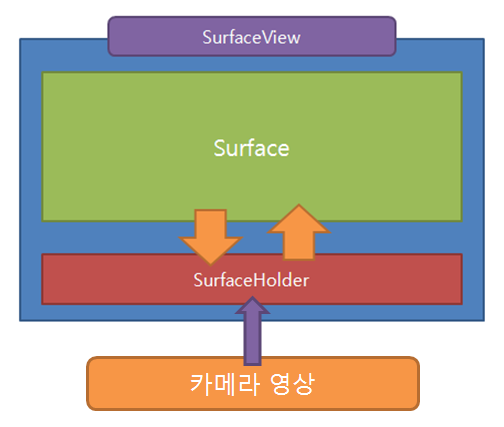 SurfaceView
Surface
SurfaceHolder
카메라 영상